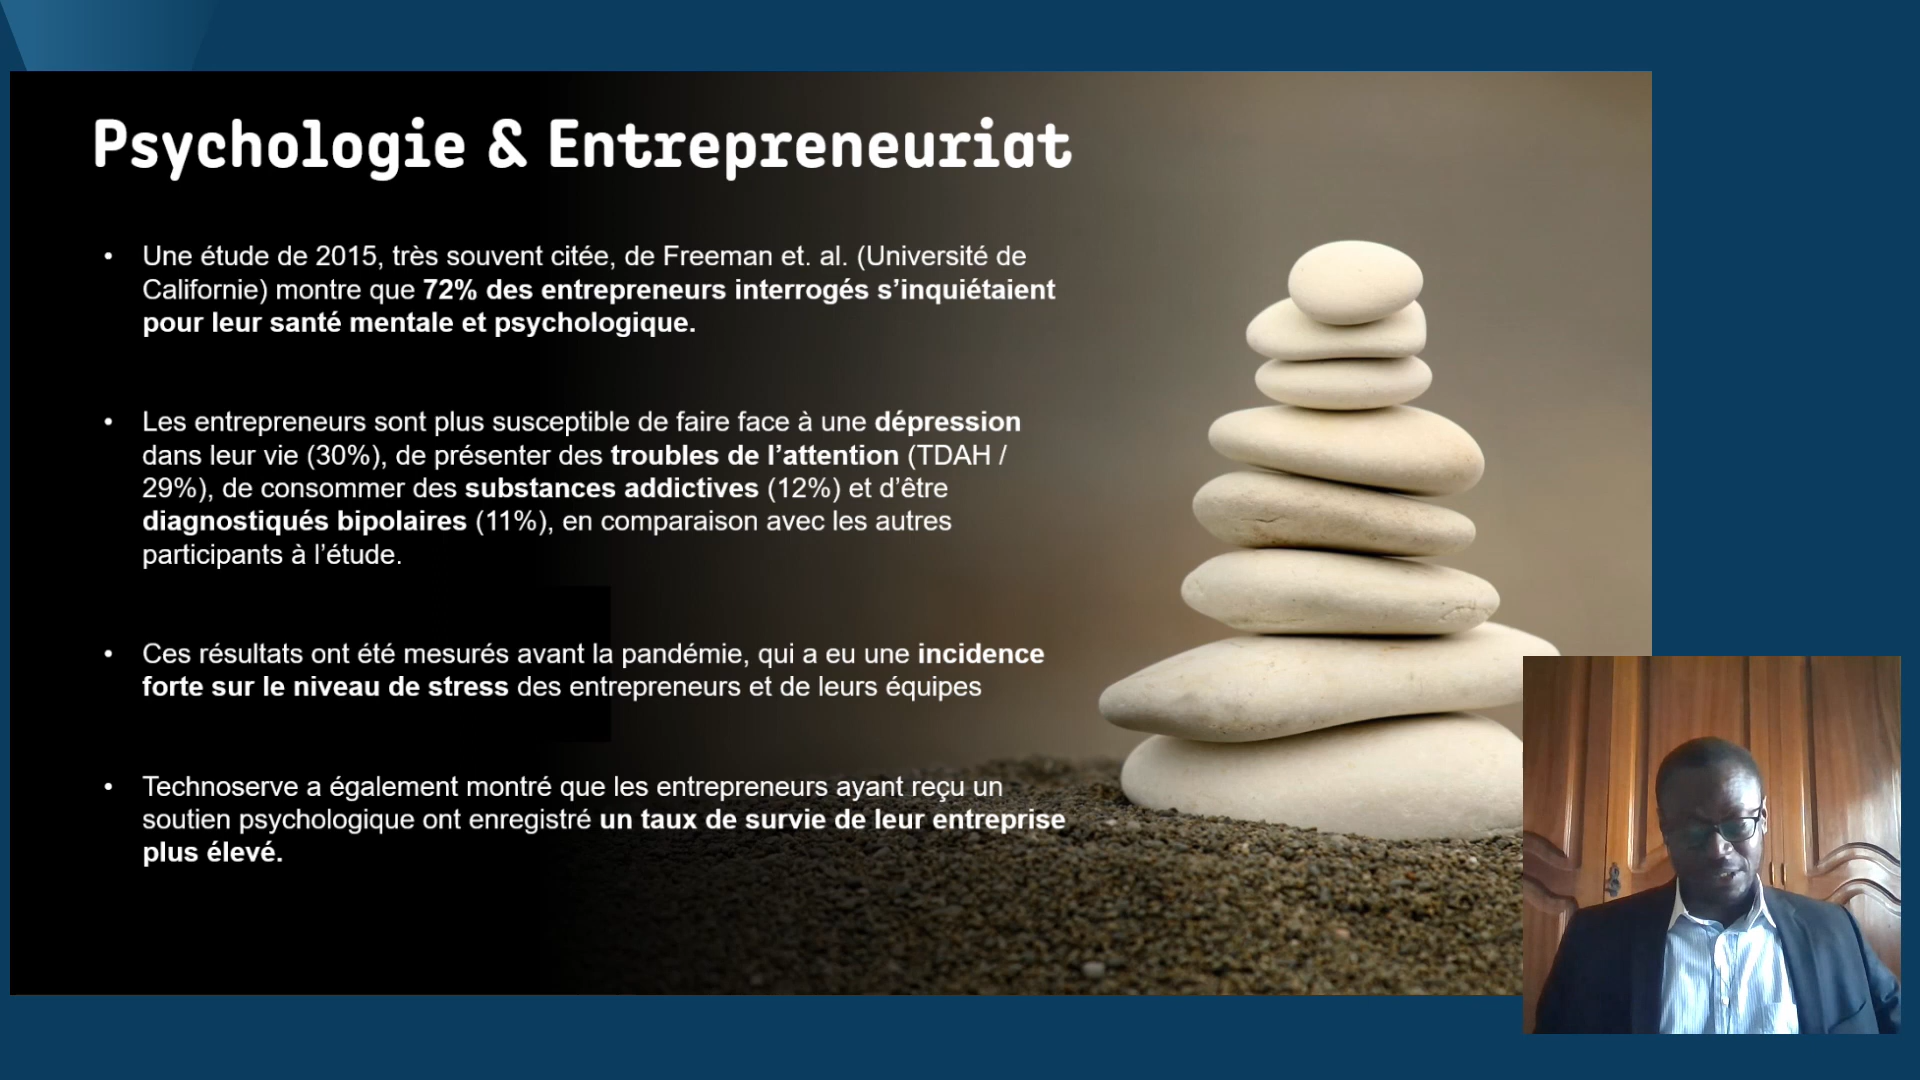 Psychologie & Entrepreneuriat
• Une étude de 2015, très souvent citée, de Freeman et. al. (Université de
Californie) montre que 72% des entrepreneurs interrogés s’inquiétaient
pour leur santé mentale et psychologique.
• Les entrepreneurs sont plus susceptible de faire face à une dépression
dans leur vie (30%), de présenter des troubles de l’attention (TDAH /
29%), de consommer des substances addictives (12%) et d’être
diagnostiqués bipolaires (11%), en comparaison avec les autres
participants à l’étude.
• Ces résultats ont été mesurés avant la pandémie, qui a eu une incidence
forte sur le niveau de stress des entrepreneurs et de leurs équipes
• Technoserve a également montré que les entrepreneurs ayant reçu un
soutien psychologique ont enregistré un taux de survie de leur entreprise
plus élevé.